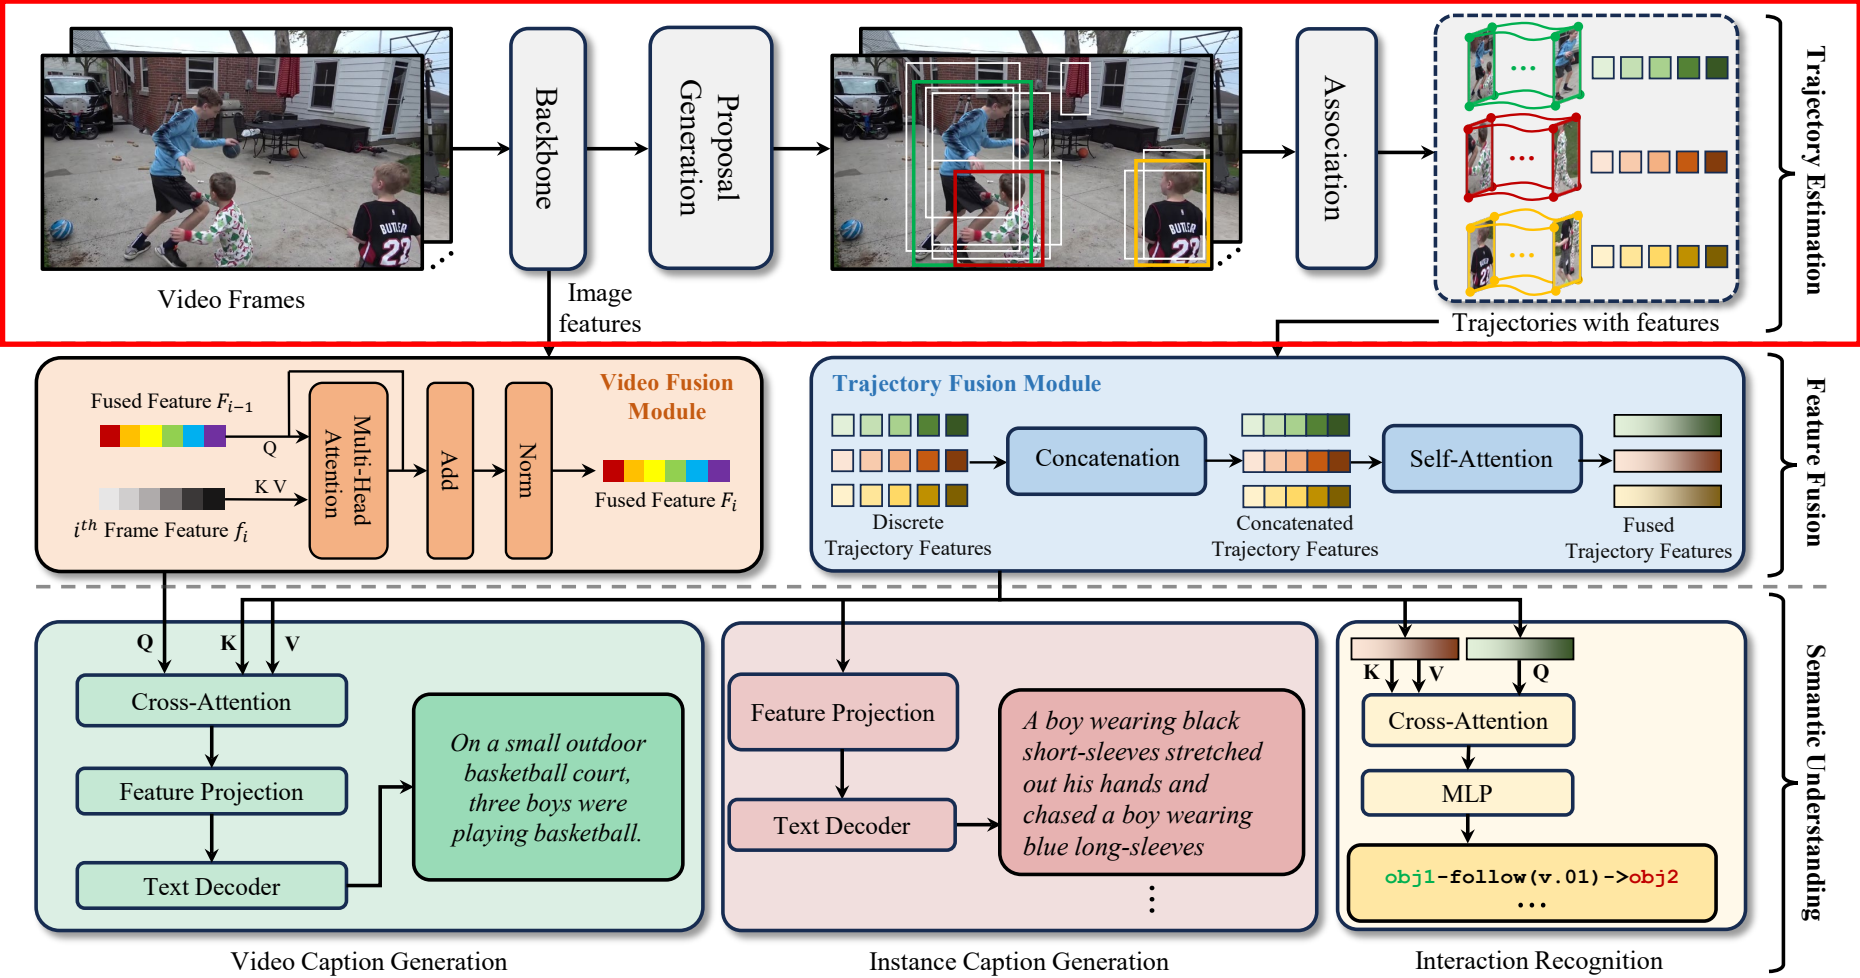 Backbone
Proposal
Generation
Association
Trajectory Estimation
BUTLER
22
BUTLER
22
Video Frames
Image
features
Trajectories with features
Video Fusion
Module
Fused Feature F_{i−1}
Q
K V
i^{th} Frame Feature f_i
Multi-Head
Attention
Add
Norm
Fused Feature F_i
Trajectory Fusion Module
Concatenation
Self-Attention
Discrete
Trajectory Features
Concatenated
Trajectory Features
Fused
Trajectory Features
Feature Fusion
Q
K
V
Cross-Attention
Feature Projection
Text Decoder
On a small outdoor
basketball court,
three boys were
playing basketball.
Video Caption Generation
Feature Projection
Text Decoder
A boy wearing black
short-sleeves stretched
out his hands and
chased a boy wearing
blue long-sleeves
⋮
Instance Caption Generation
K
V
Q
Cross-Attention
MLP
obj1-follow(v.01)->obj2
...
Interaction Recognition
Semantic Understanding